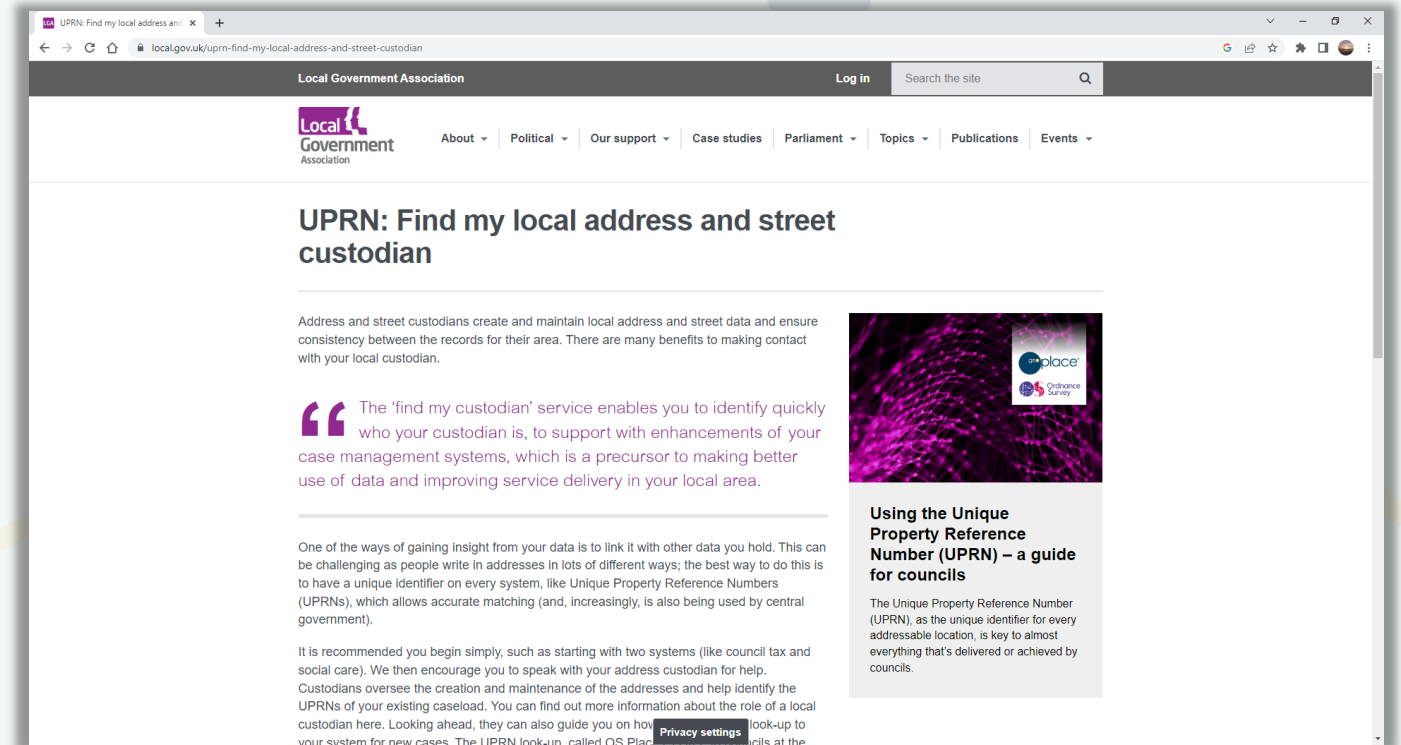 LGA UPRN: Find my local address and
local.gov.uk/uprn-find-my-local-address-and-street-custodian
Local Government Association
Log in
Search the site
Local
Government
Association
About
Political
Our support
Case studies
Parliament
Topics
Publications
Events
UPRN: Find my local address and street
custodian
Address and street custodians create and maintain local address and street data and ensure
consistency between the records for their area. There are many benefits to making contact
with your local custodian.
“ The ‘find my custodian’ service enables you to identify quickly
who your custodian is, to support with enhancements of your
case management systems, which is a precursor to making better
use of data and improving service delivery in your local area.
One of the ways of gaining insight from your data is to link it with other data you hold. This can
be challenging as people write in addresses in lots of different ways; the best way to do this is
to have a unique identifier on every system, like Unique Property Reference Numbers
(UPRNs), which allows accurate matching (and, increasingly, is also being used by central
government).
It is recommended you begin simply, such as starting with two systems (like council tax and
social care). We then encourage you to speak with your address custodian for help.
Custodians oversee the creation and maintenance of the addresses and help identify the
UPRNs of your existing caseload. You can find out more information about the role of a local
custodian here. Looking ahead, they can also guide you on how look-up to
your system for new cases. The UPRN look-up, called OS at the
Privacy settings
geoplace
Ordnance
Survey
Using the Unique
Property Reference
Number (UPRN) – a guide
for councils
The Unique Property Reference Number
(UPRN), as the unique identifier for every
addressable location, is key to almost
everything that's delivered or achieved by
councils.